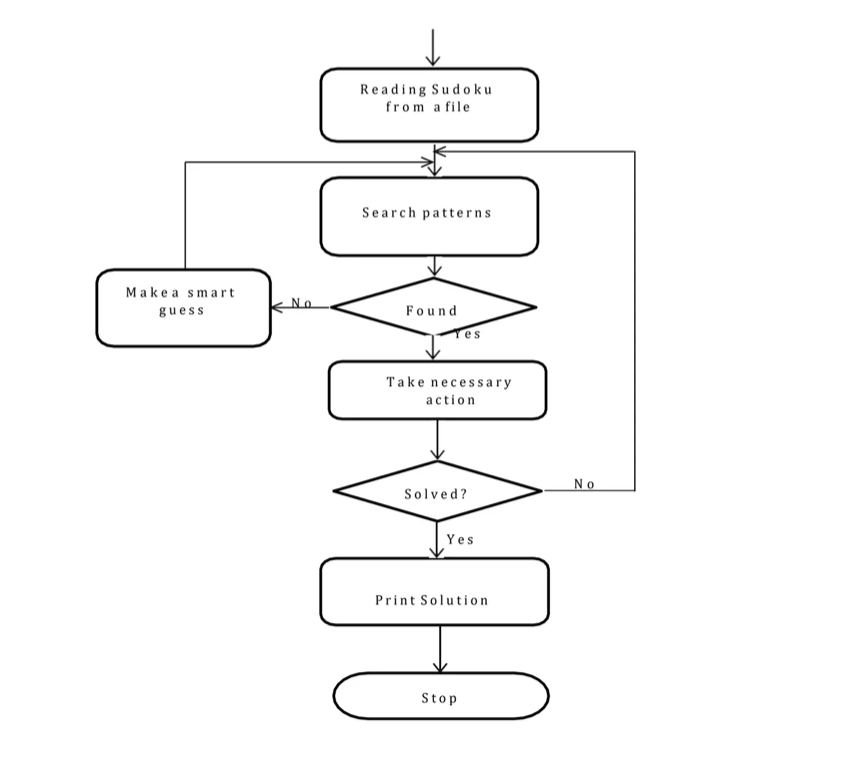 Reading Sudoku
from a file
Search patterns
Make a smart
guess
No
Found
Yes
Take necessary
action
Solved?
No
Yes
Print Solution
Stop